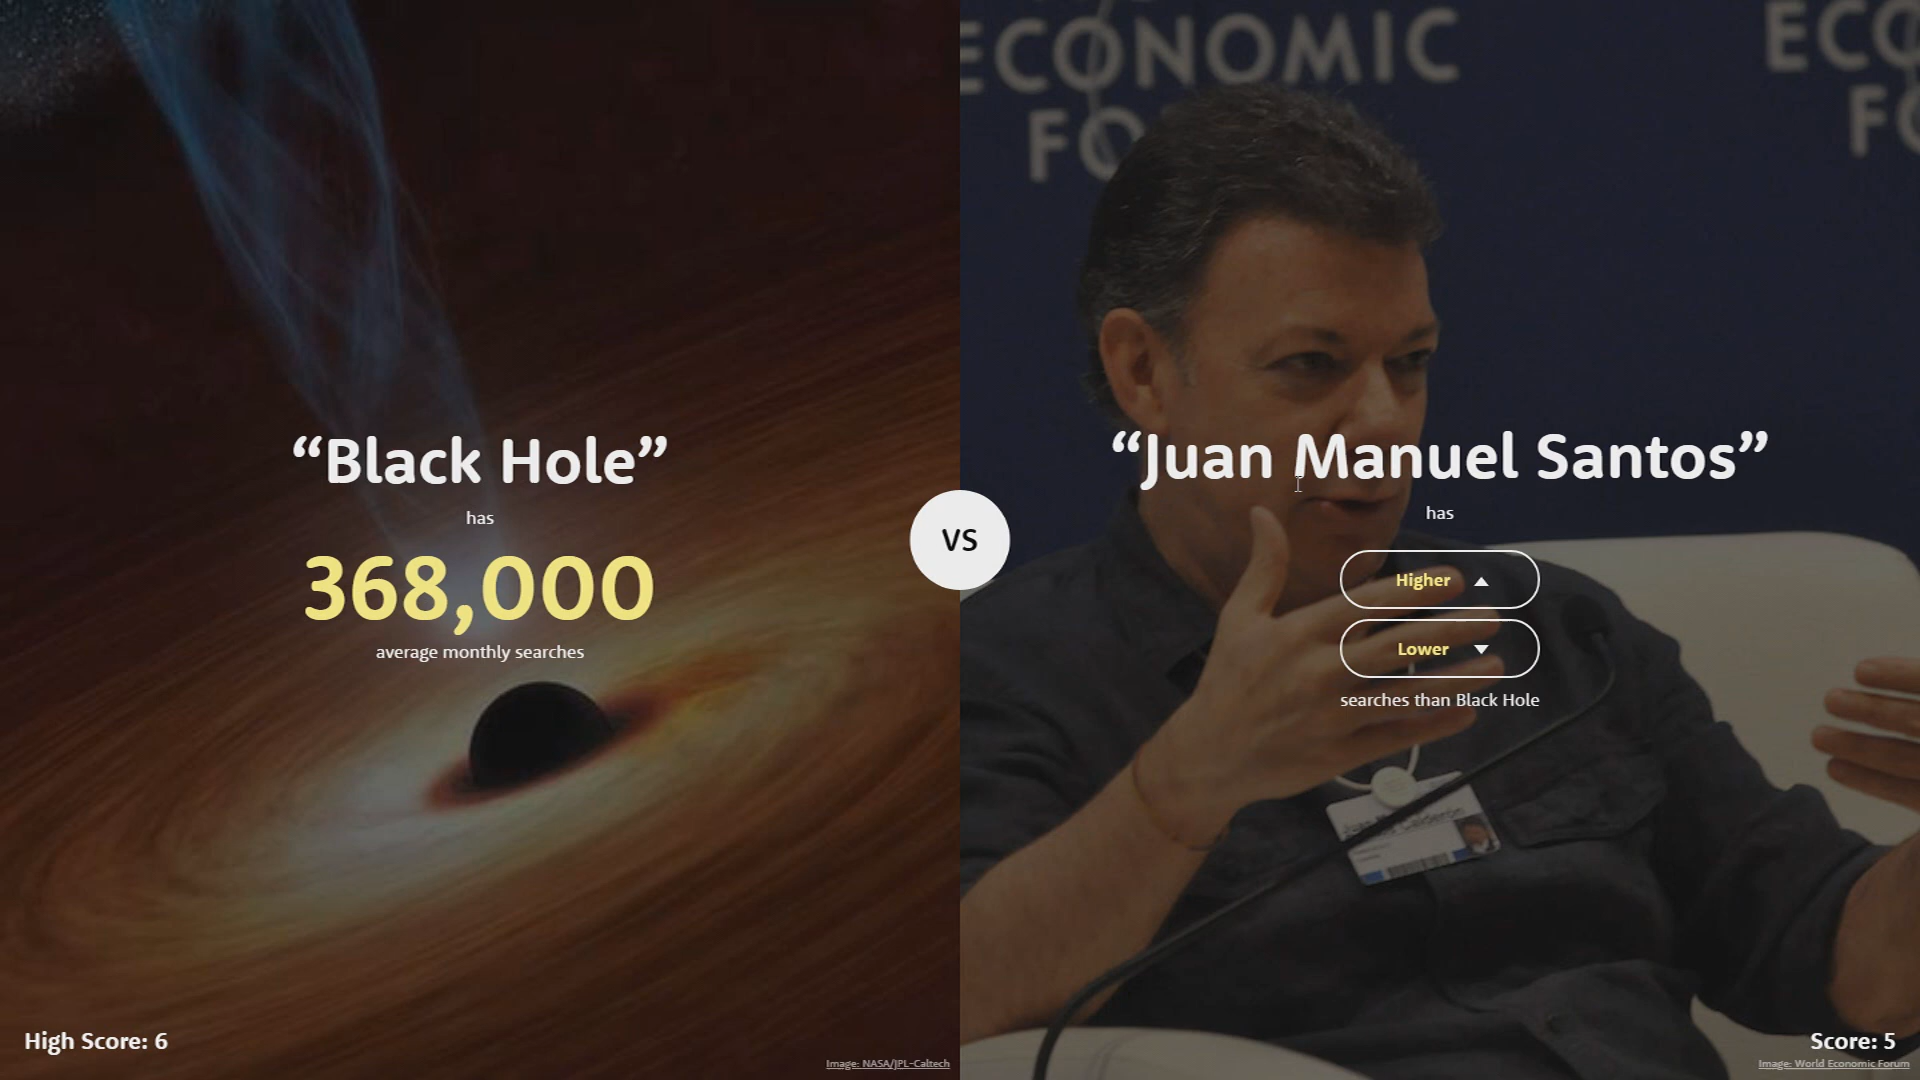 ECONOMIC
FO
ECO
FO
“Black Hole”
has
368,000
average monthly searches
VS
“Juan Manuel Santos”
has
Higher
Lower
searches than Black Hole
High Score: 6
Image: NASA/JPL-Caltech
Score: 5
Image: World Economic Forum